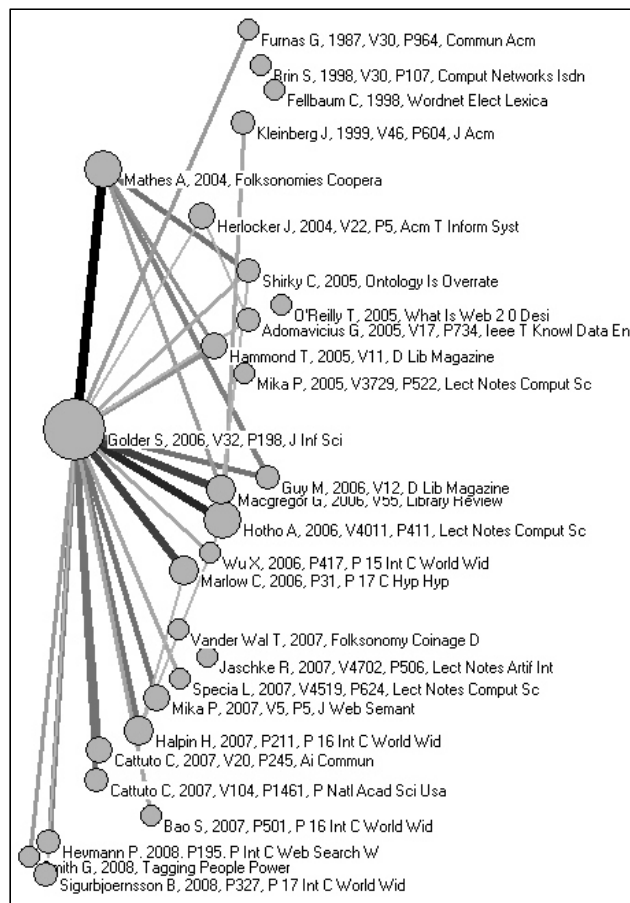 Furnas G, 1987, V30, P964, Commun Acm
Brin S, 1998, V30, P107, Comput Networks Isdn
Fellbaum C, 1998, Wordnet Elect Lexica
Kleinberg J, 1999, V46, P604, J Acm
Mathes A, 2004, Folksonomies Coopera
Herlocker J, 2004, V22, P5, Acm T Inform Syst
Shirky C, 2005, Ontology Is Overrate
O'Reilly T, 2005, What Is Web 2 0 Desi
Adomavicius G, 2005, V17, P734, Ieee T Knowl Data En
Hammond T, 2005, V11, D Lib Magazine
Mika P, 2005, V3729, P522, Lect Notes Comput Sc
Golder S, 2006, V32, P198, J Inf Sci
Guy M, 2006, V12, D Lib Magazine
Macgregor G, 2006, V55, Library Review
Hotho A, 2006, V4011, P411, Lect Notes Comput Sc
Wu X, 2006, P417, P 15 Int C World Wid
Marlow C, 2006, P31, P 17 C Hyp Hyp
Vander Wal T, 2007, Folksonomy Coinage D
Jaschke R, 2007, V4702, P506, Lect Notes Artif Int
Specia L, 2007, V4519, P624, Lect Notes Comput Sc
Mika P, 2007, V5, P5, J Web Semant
Halpin H, 2007, P211, P 16 Int C World Wid
Cattuto C, 2007, V20, P245, Ai Commun
Cattuto C, 2007, V104, P1461, P Natl Acad Sci Usa
Bao S, 2007, P501, P 16 Int C World Wid
Heymann P, 2008, P195, P Int C Web Search W
Smith G, 2008, Tagging People Power
Sigurbjoernsson B, 2008, P327, P 17 Int C World Wid